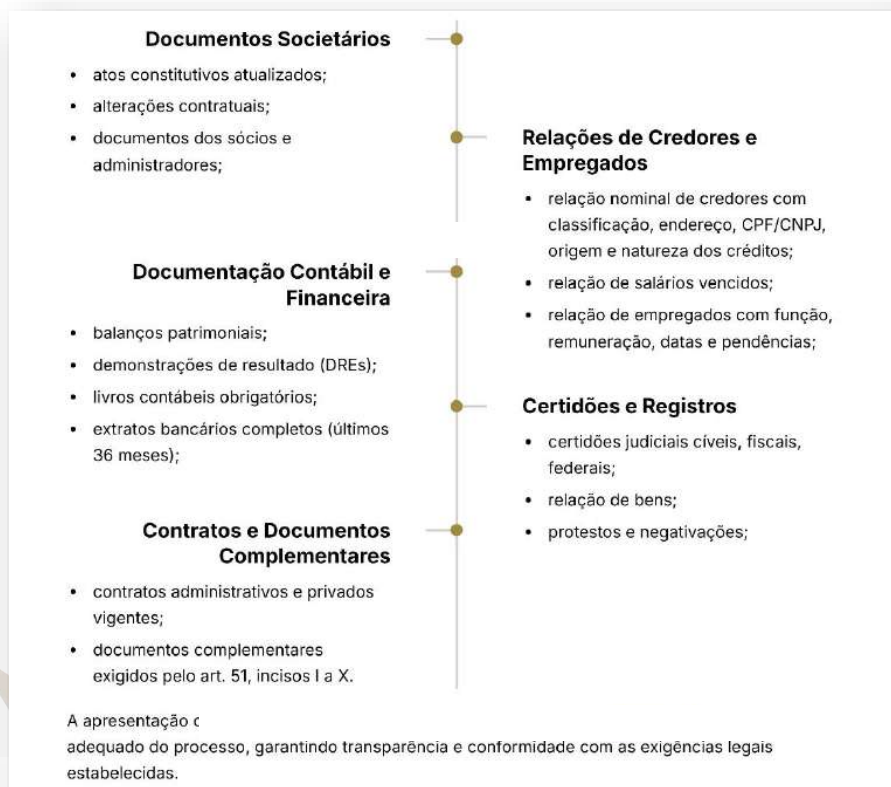 Documentos Societários
• atos constitutivos atualizados;
• alterações contratuais;
• documentos dos sócios e
administradores;
Relações de Credores e
Empregados
• relação nominal de credores com
classificação, endereço, CPF/CNPJ,
origem e natureza dos créditos;
• relação de salários vencidos;
• relação de empregados com função,
remuneração, datas e pendências;
Documentação Contábil e
Financeira
• balanços patrimoniais;
• demonstrações de resultado (DREs);
• livros contábeis obrigatórios;
• extratos bancários completos (últimos
36 meses);
Certidões e Registros
• certidões judiciais cíveis, fiscais,
federais;
• relação de bens;
• protestos e negativações;
Contratos e Documentos
Complementares
• contratos administrativos e privados
vigentes;
• documentos complementares
exigidos pelo art. 51, incisos I a X.
A apresentação
adequado do processo, garantindo transparência e conformidade com as exigências legais
estabelecidas.